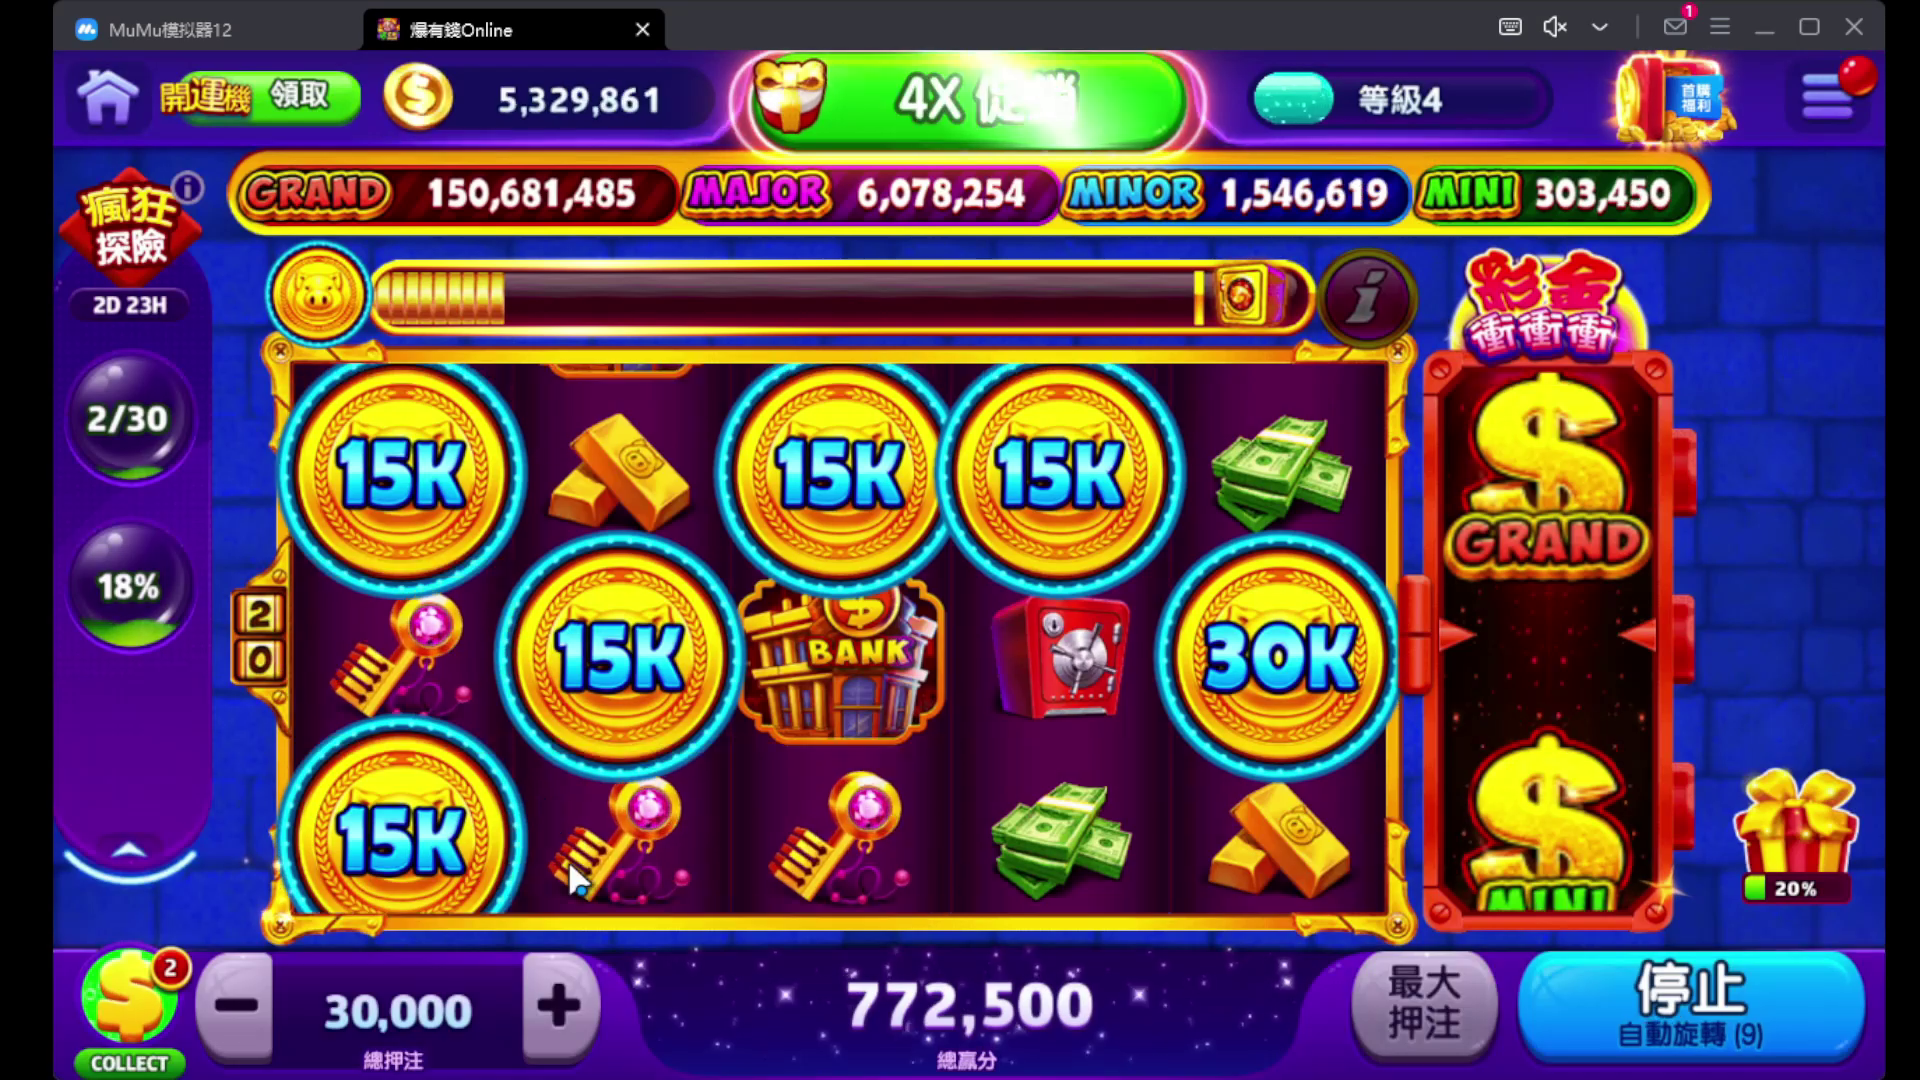 MuMu模拟器12
爆有錢Online
1
開運機 領取
5,329,861
4X 促銷
等級4
首購
福利
瘋狂
探險
GRAND 150,681,485
MAJOR 6,078,254
MINOR 1,546,619
MINI 303,450
2D 23H
彩金
衝衝衝
2/30
18%
15K
15K
15K
GRAND
2
0
15K
BANK
30K
15K
MINI
20%
2
COLLECT
30,000
總押注
772,500
總贏分
最大
押注
停止
自動旋轉 (9)